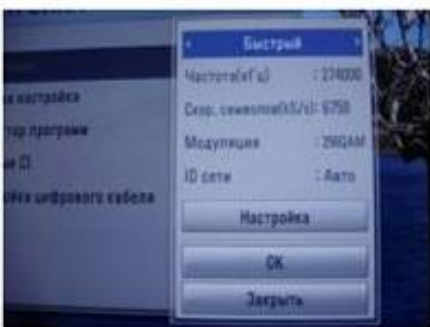 Быстрый
Частота(кГц) : 274000
Скор. символов(kS/s): 6750
Модуляция : 256QAM
ID сети : Авто
Настройка
OK
Закрыть
настройка
программ
CI
цифрового кабеля